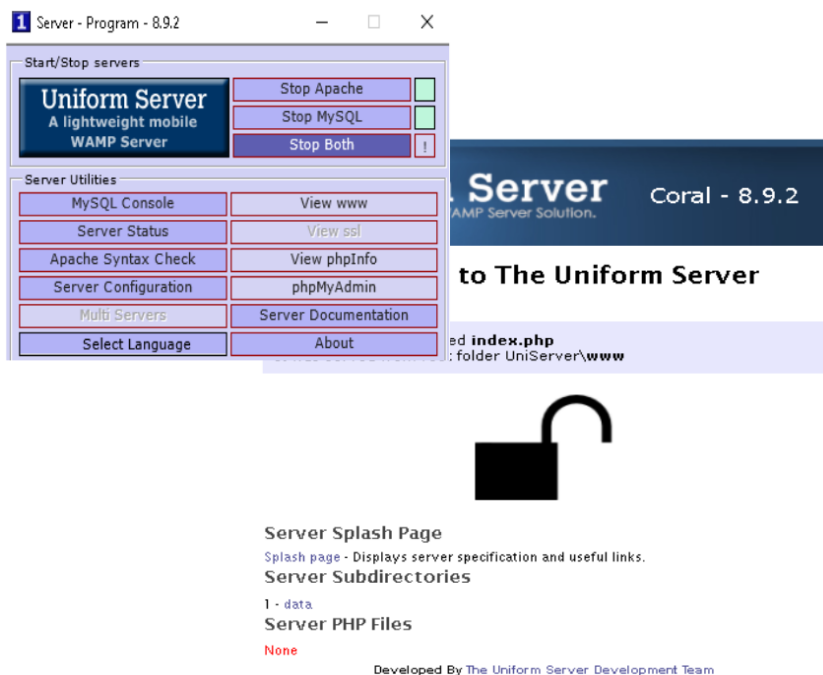 1 Server - Program - 8.9.2
Start/Stop servers
Uniform Server
A lightweight mobile
WAMP Server
Stop Apache
Stop MySQL
Stop Both
!
Server Utilities
MySQL Console
View www
Server Status
View ssl
Apache Syntax Check
View phpInfo
Server Configuration
phpMyAdmin
Multi Servers
Server Documentation
Select Language
About
Server
WAMP Server Solution.
Coral - 8.9.2
to The Uniform Server
index.php
folder UniServer\www
Server Splash Page
Splash page - Displays server specification and useful links.
Server Subdirectories
1 - data
Server PHP Files
None
Developed By The Uniform Server Development Team